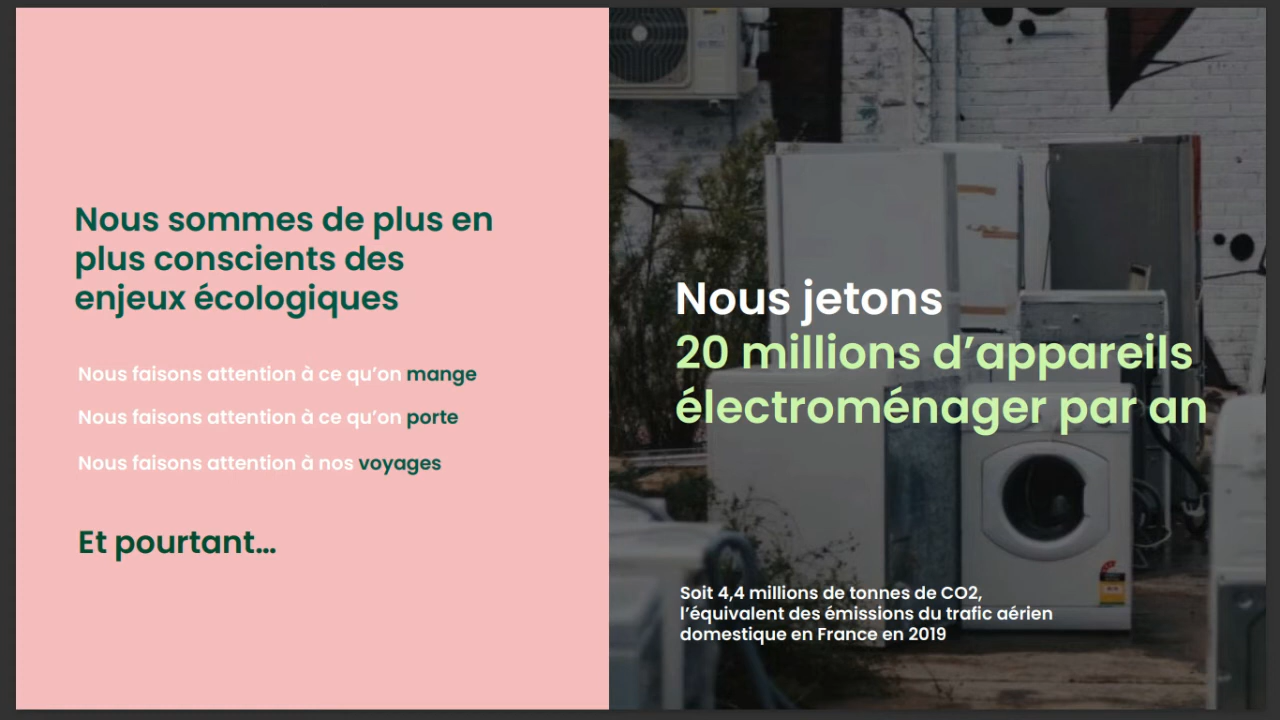 Nous sommes de plus en
plus conscients des
enjeux écologiques
Nous faisons attention à ce qu’on mange
Nous faisons attention à ce qu’on porte
Nous faisons attention à nos voyages
Et pourtant...
Nous jetons
20 millions d’appareils
électroménager par an
Soit 4,4 millions de tonnes de CO2,
l’équivalent des émissions du trafic aérien
domestique en France en 2019